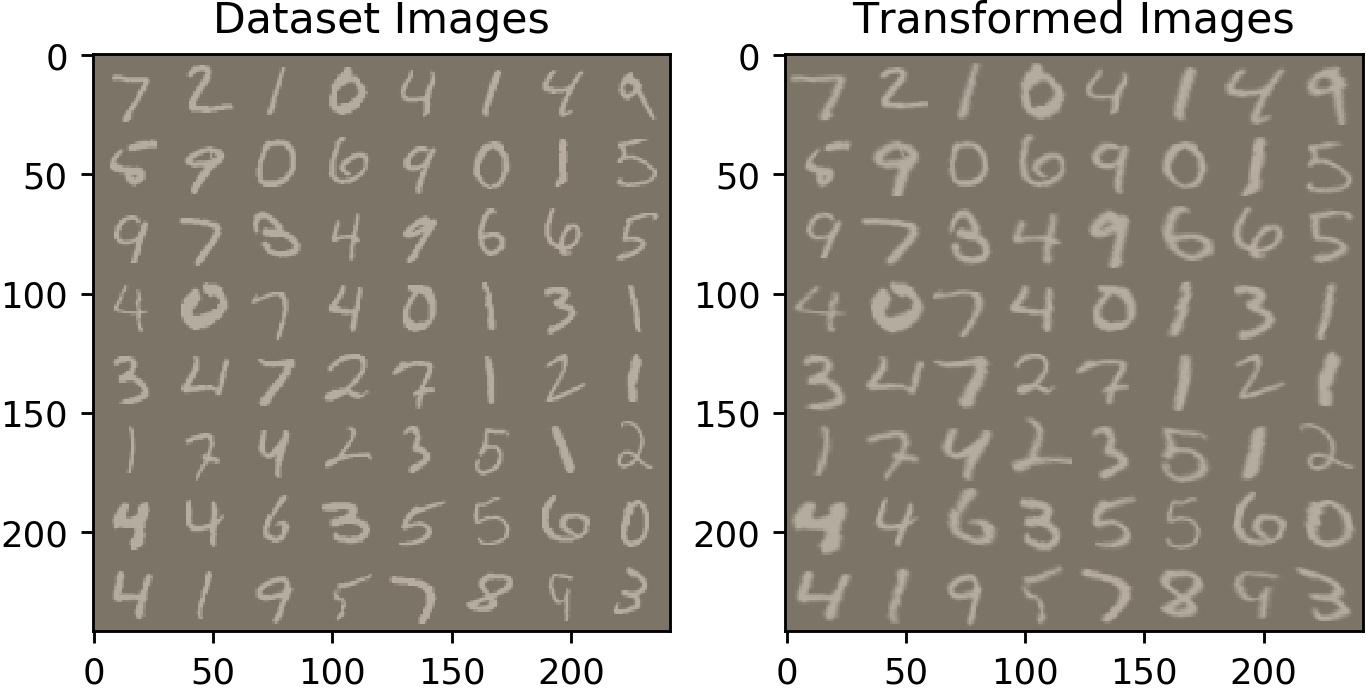 Dataset Images
Transformed Images
0
7 2 1 0 4 1 4 9
50
5 9 0 6 9 0 1 5
9 7 3 4 9 6 6 5
100
4 0 7 4 0 1 3 1
3 4 7 2 7 1 2 1
150
1 7 4 2 3 5 1 2
4 4 6 3 5 5 6 0
200
4 1 9 5 7 8 9 3
0 50 100 150 200
0
7 2 1 0 4 1 4 9
50
5 9 0 6 9 0 1 5
9 7 3 4 9 6 6 5
100
4 0 7 4 0 1 3 1
3 4 7 2 7 1 2 1
150
1 7 4 2 3 5 1 2
4 4 6 3 5 5 6 0
200
4 1 9 5 7 8 9 3
0 50 100 150 200